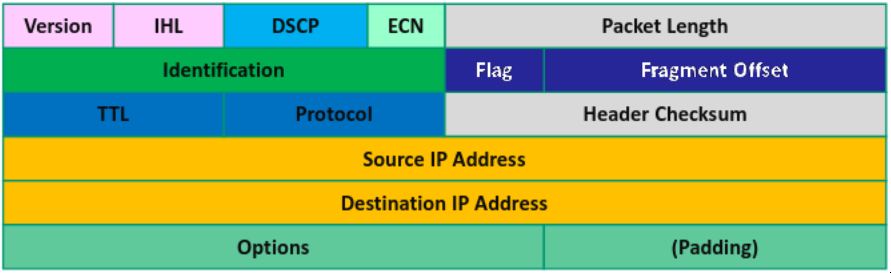 Version IHL DSCP ECN Packet Length
Identification Flag Fragment Offset
TTL Protocol Header Checksum
Source IP Address
Destination IP Address
Options (Padding)